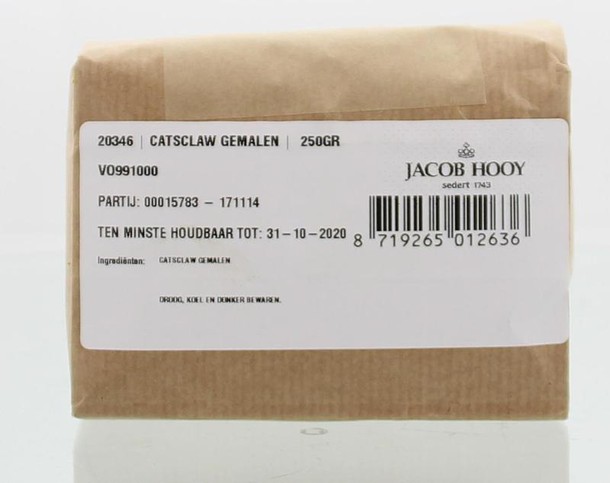 20346 | CATSCLAW GEMALEN | 250GR
VO991000
JACOB HOOY
sedert 1743
PARTIJ: 00015783 – 171114
TEN MINSTE HOUDBAAR TOT: 31–10–2020
8 719265 012636
Ingrediënten: CATSCLAW GEMALEN
DROOG, KOEL EN DONKER BEWAREN.